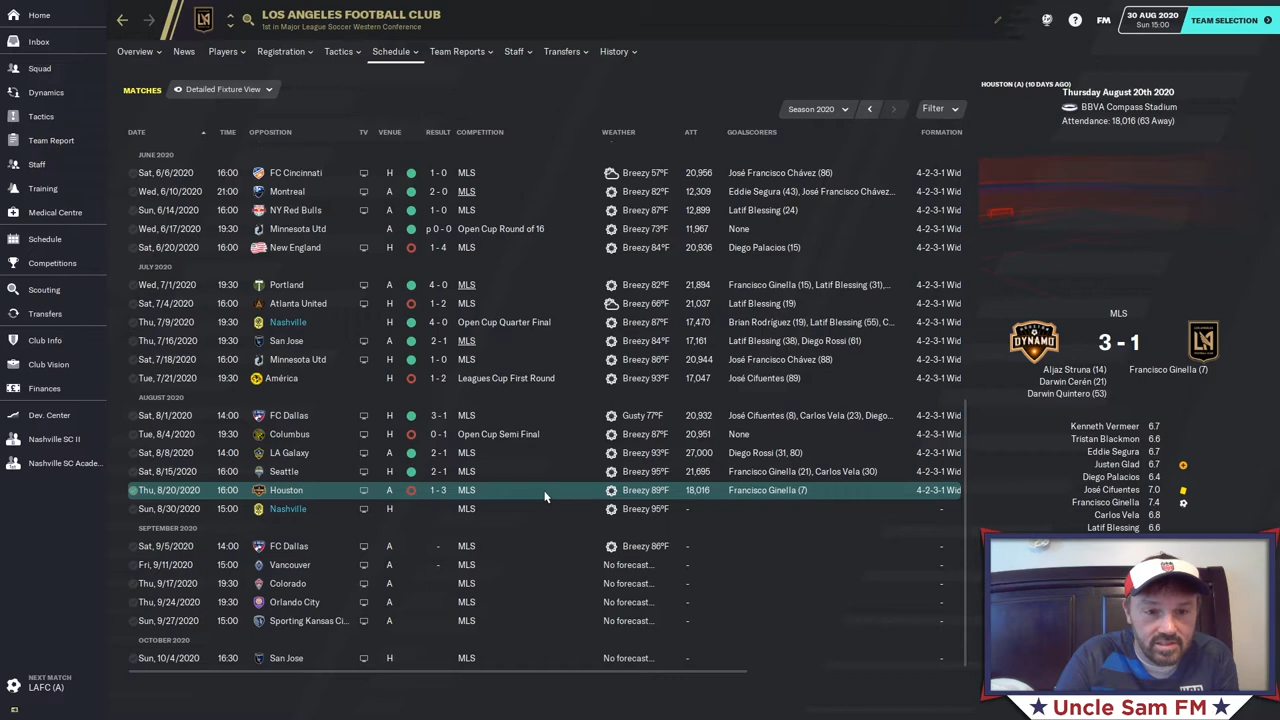 Home
Inbox
Squad
Dynamics
Tactics
Team Report
Staff
Training
Medical Centre
Schedule
Competitions
Scouting
Transfers
Club Info
Club Vision
Finances
Dev. Center
Nashville SC II
Nashville SC Acade...
NEXT MATCH
LAFC (A)
LOS ANGELES FOOTBALL CLUB
1st in Major League Soccer Western Conference
FM
30 AUG 2020
Sun 15:00
TEAM SELECTION
Overview News Players Registration Tactics Schedule Team Reports Staff Transfers History
MATCHES Detailed Fixture View
Season 2020 Filter
DATE TIME OPPOSITION TV VENUE RESULT COMPETITION WEATHER ATT GOALSCORERS FORMATION
JUNE 2020
Sat, 6/6/2020 16:00 FC Cincinnati H 1 - 0 MLS Breezy 57°F 20,956 José Francisco Chávez (86) 4-2-3-1 Wid
Wed, 6/10/2020 21:00 Montreal A 2 - 0 MLS Breezy 82°F 12,309 Eddie Segura (43), José Francisco Chávez... 4-2-3-1 Wid
Sun, 6/14/2020 16:00 NY Red Bulls A 1 - 0 MLS Breezy 87°F 12,899 Latif Blessing (24) 4-2-3-1 Wid
Wed, 6/17/2020 19:30 Minnesota Utd A p 0 - 0 Open Cup Round of 16 Breezy 73°F 11,967 None 4-2-3-1 Wid
Sat, 6/20/2020 16:00 New England H 1 - 4 MLS Breezy 84°F 20,936 Diego Palacios (15) 4-2-3-1 Wid
JULY 2020
Wed, 7/1/2020 19:30 Portland A 4 - 0 MLS Breezy 82°F 21,894 Francisco Ginella (15), Latif Blessing (31),... 4-2-3-1 Wid
Sat, 7/4/2020 16:00 Atlanta United H 1 - 2 MLS Breezy 66°F 21,037 Latif Blessing (19) 4-2-3-1 Wid
Thu, 7/9/2020 19:30 Nashville H 4 - 0 Open Cup Quarter Final Breezy 87°F 17,470 Brian Rodríguez (19), Latif Blessing (55), C... 4-2-3-1 Wid
Thu, 7/16/2020 19:30 San Jose A 2 - 1 MLS Breezy 84°F 17,161 Latif Blessing (38), Diego Rossi (61) 4-2-3-1 Wid
Sat, 7/18/2020 16:00 Minnesota Utd H 1 - 0 MLS Breezy 86°F 20,944 José Francisco Chávez (88) 4-2-3-1 Wid
Tue, 7/21/2020 19:30 América H 1 - 2 Leagues Cup First Round Breezy 93°F 17,047 José Cifuentes (89) 4-2-3-1 Wid
AUGUST 2020
Sat, 8/1/2020 14:00 FC Dallas H 3 - 1 MLS Gusty 77°F 20,932 José Cifuentes (8), Carlos Vela (23), Diego... 4-2-3-1 Wid
Tue, 8/4/2020 19:30 Columbus H 0 - 1 Open Cup Semi Final Breezy 87°F 20,951 None 4-2-3-1 Wid
Sat, 8/8/2020 14:00 LA Galaxy A 2 - 1 MLS Breezy 93°F 27,000 Diego Rossi (31, 80) 4-2-3-1 Wid
Sat, 8/15/2020 16:00 Seattle H 2 - 1 MLS Breezy 95°F 21,695 Francisco Ginella (21), Carlos Vela (30) 4-2-3-1 Wid
Thu, 8/20/2020 16:00 Houston A 1 - 3 MLS Breezy 89°F 18,016 Francisco Ginella (7) 4-2-3-1 Wid
Sun, 8/30/2020 15:00 Nashville H MLS Breezy 95°F - -
SEPTEMBER 2020
Sat, 9/5/2020 14:00 FC Dallas A - MLS Breezy 86°F - -
Fri, 9/11/2020 15:00 Vancouver A - MLS No forecast... - -
Thu, 9/17/2020 19:30 Colorado A MLS No forecast... - -
Thu, 9/24/2020 19:30 Orlando City A MLS No forecast... - -
Sun, 9/27/2020 15:00 Sporting Kansas Ci... A MLS No forecast... - -
OCTOBER 2020
Sun, 10/4/2020 16:30 San Jose H MLS No forecast... - -
HOUSTON (A) (10 DAYS AGO)
Thursday August 20th 2020
BBVA Compass Stadium
Attendance: 18,016 (63 Away)
MLS
DYNAMO 3 - 1
Aljaz Struna (14) Francisco Ginella (7)
Darwin Cerén (21)
Darwin Quintero (53)
Kenneth Vermeer 6.7
Tristan Blackmon 6.6
Eddie Segura 6.7
Justen Glad 6.7
Diego Palacios 6.4
José Cifuentes 7.0
Francisco Ginella 7.4
Carlos Vela 6.8
Latif Blessing 6.6
★ Uncle Sam FM ★